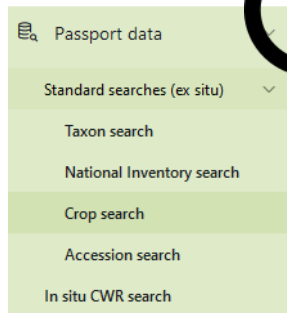 Passport data
Standard searches (ex situ)
Taxon search
National Inventory search
Crop search
Accession search
In situ CWR search